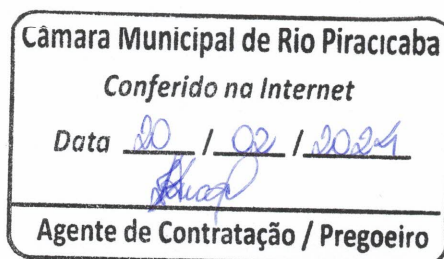 Câmara Municipal de Rio Piracicaba
Conferido na Internet
Data 20 / 02 / 2024
Agente de Contratação / Pregoeiro